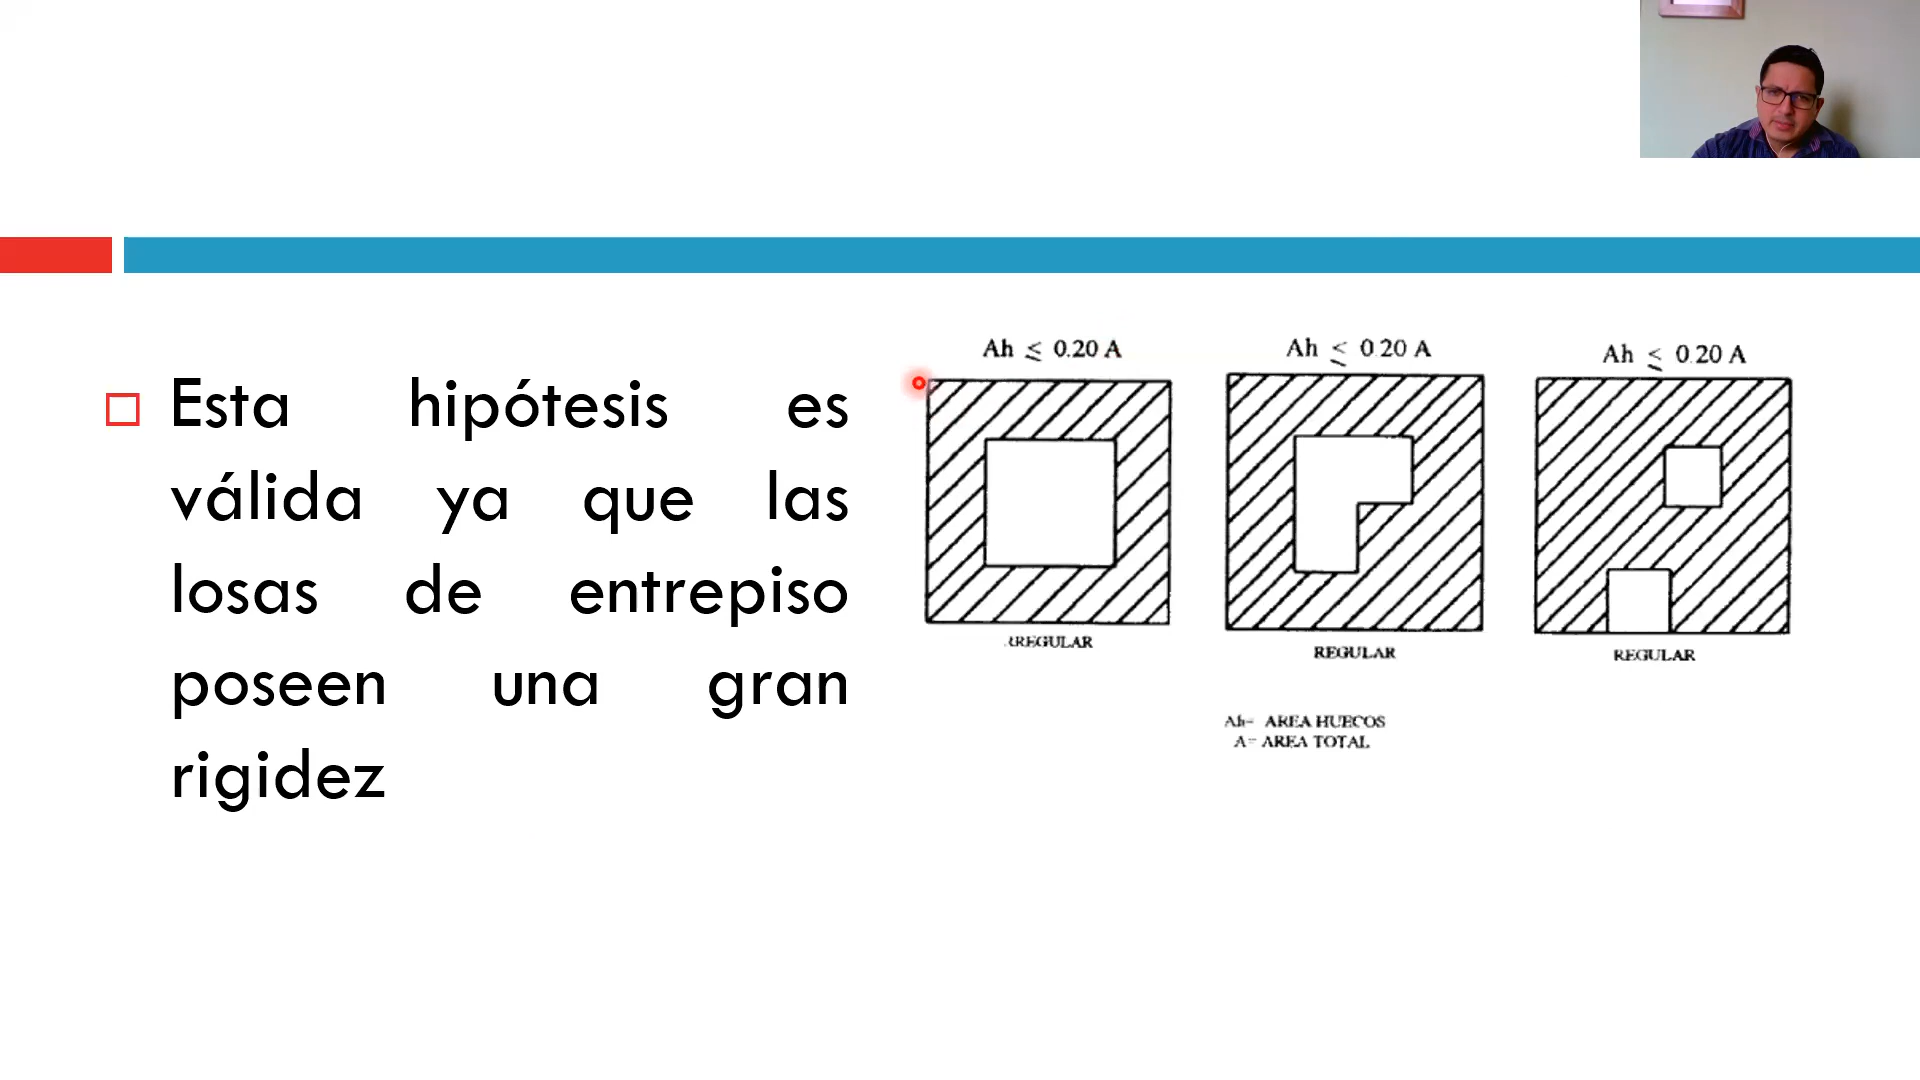 Esta hipótesis es
válida ya que las
losas de entrepiso
poseen una gran
rigidez
Ah ≤ 0.20 A
Ah ≤ 0.20 A
Ah ≤ 0.20 A
.RREGULAR
REGULAR
REGULAR
Ah= AREA HUECOS
A= AREA TOTAL